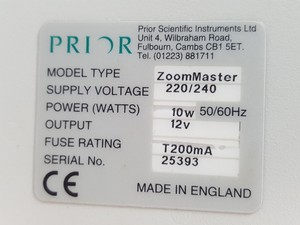 PRIOR
Prior Scientific Instruments Ltd
Unit 4, Wilbraham Road,
Fulbourn, Cambs CB1 5ET.
Tel. (01223) 881711
MODEL TYPE ZoomMaster
SUPPLY VOLTAGE 220/240
POWER (WATTS) 10w 50/60Hz
OUTPUT 12v
FUSE RATING T200mA
SERIAL No. 25393
CE MADE IN ENGLAND